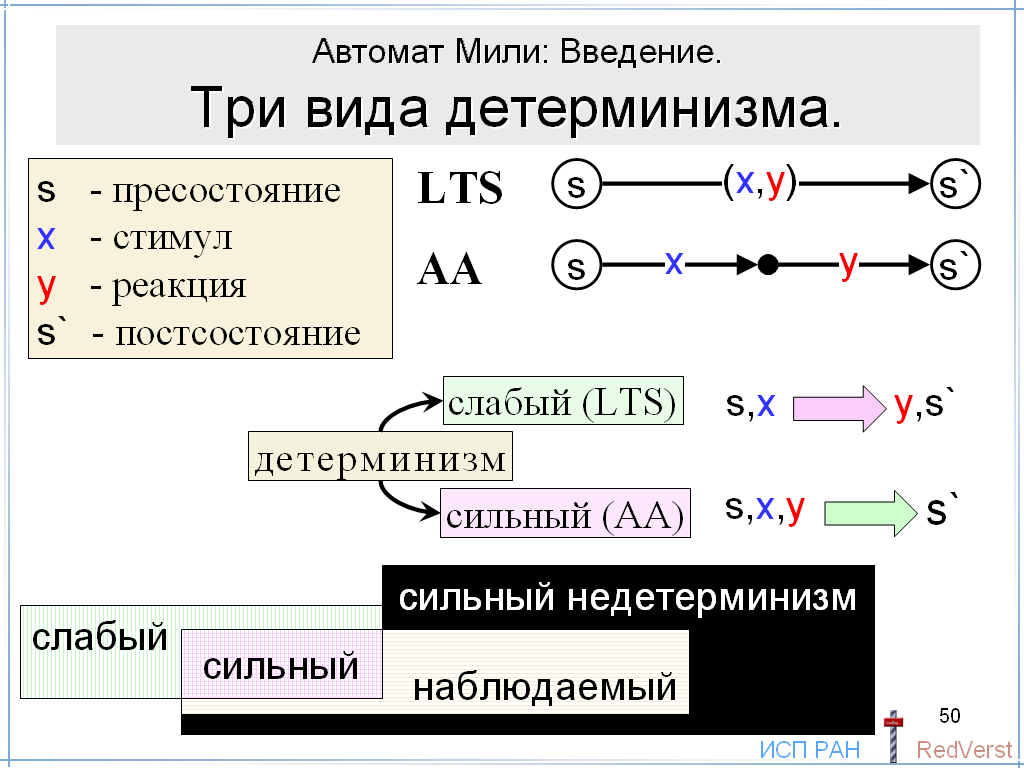 Автомат Мили: Введение.
Три вида детерминизма.
s - пресостояние
x - стимул
y - реакция
s` - постсостояние
LTS s (x,y) s`
AA s x y s`
слабый (LTS) s,x y,s`
детерминизм
сильный (AA) s,x,y s`
сильный недетерминизм
слабый
сильный
наблюдаемый
50
ИСП РАН RedVerst